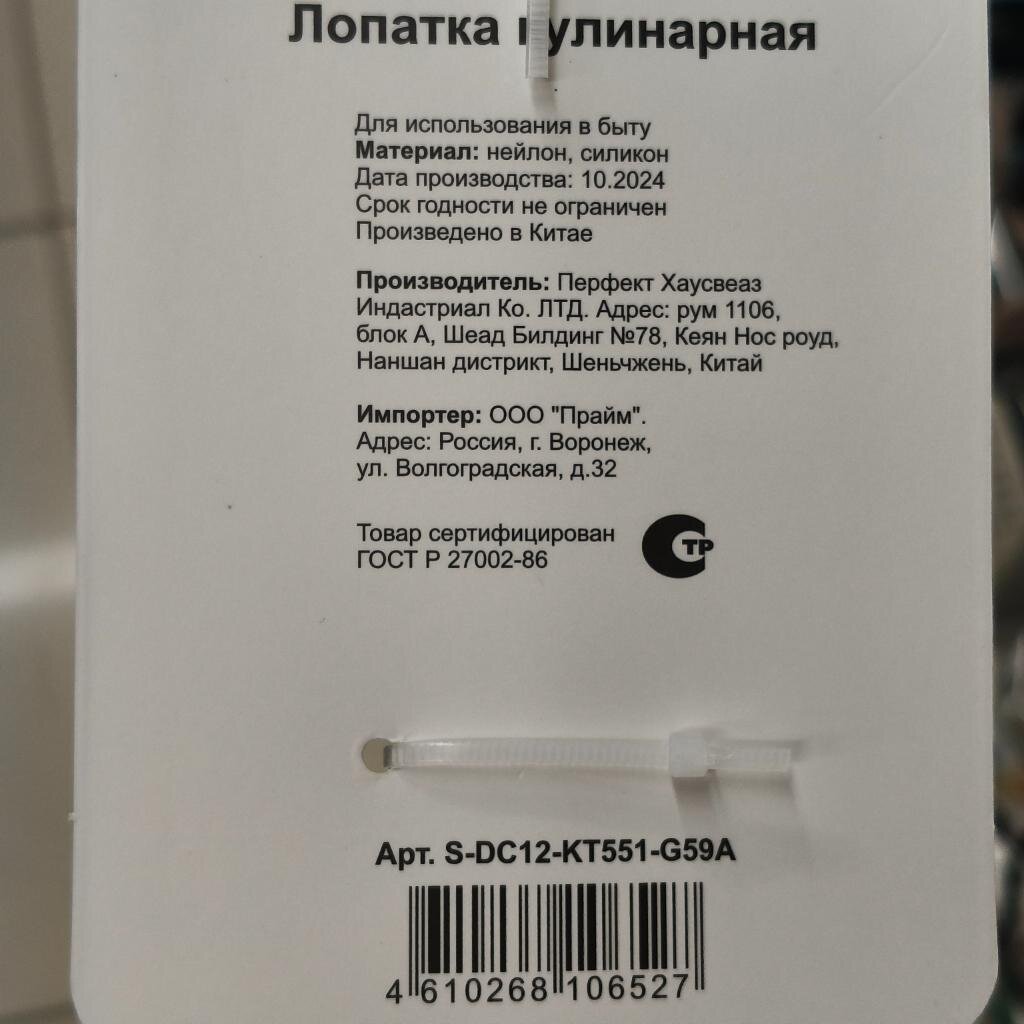 Лопатка кулинарная
Для использования в быту
Материал: нейлон, силикон
Дата производства: 10.2024
Срок годности не ограничен
Произведено в Китае
Производитель: Перфект Хаусвеаз
Индастриал Ко. ЛТД. Адрес: рум 1106,
блок А, Шеад Билдинг №78, Кеян Нос роуд,
Наншан дистрикт, Шеньчжень, Китай
Импортер: ООО "Прайм".
Адрес: Россия, г. Воронеж,
ул. Волгоградская, д.32
Товар сертифицирован
ГОСТ Р 27002-86
СТР
Арт. S-DC12-KT551-G59A
4 610268 106527